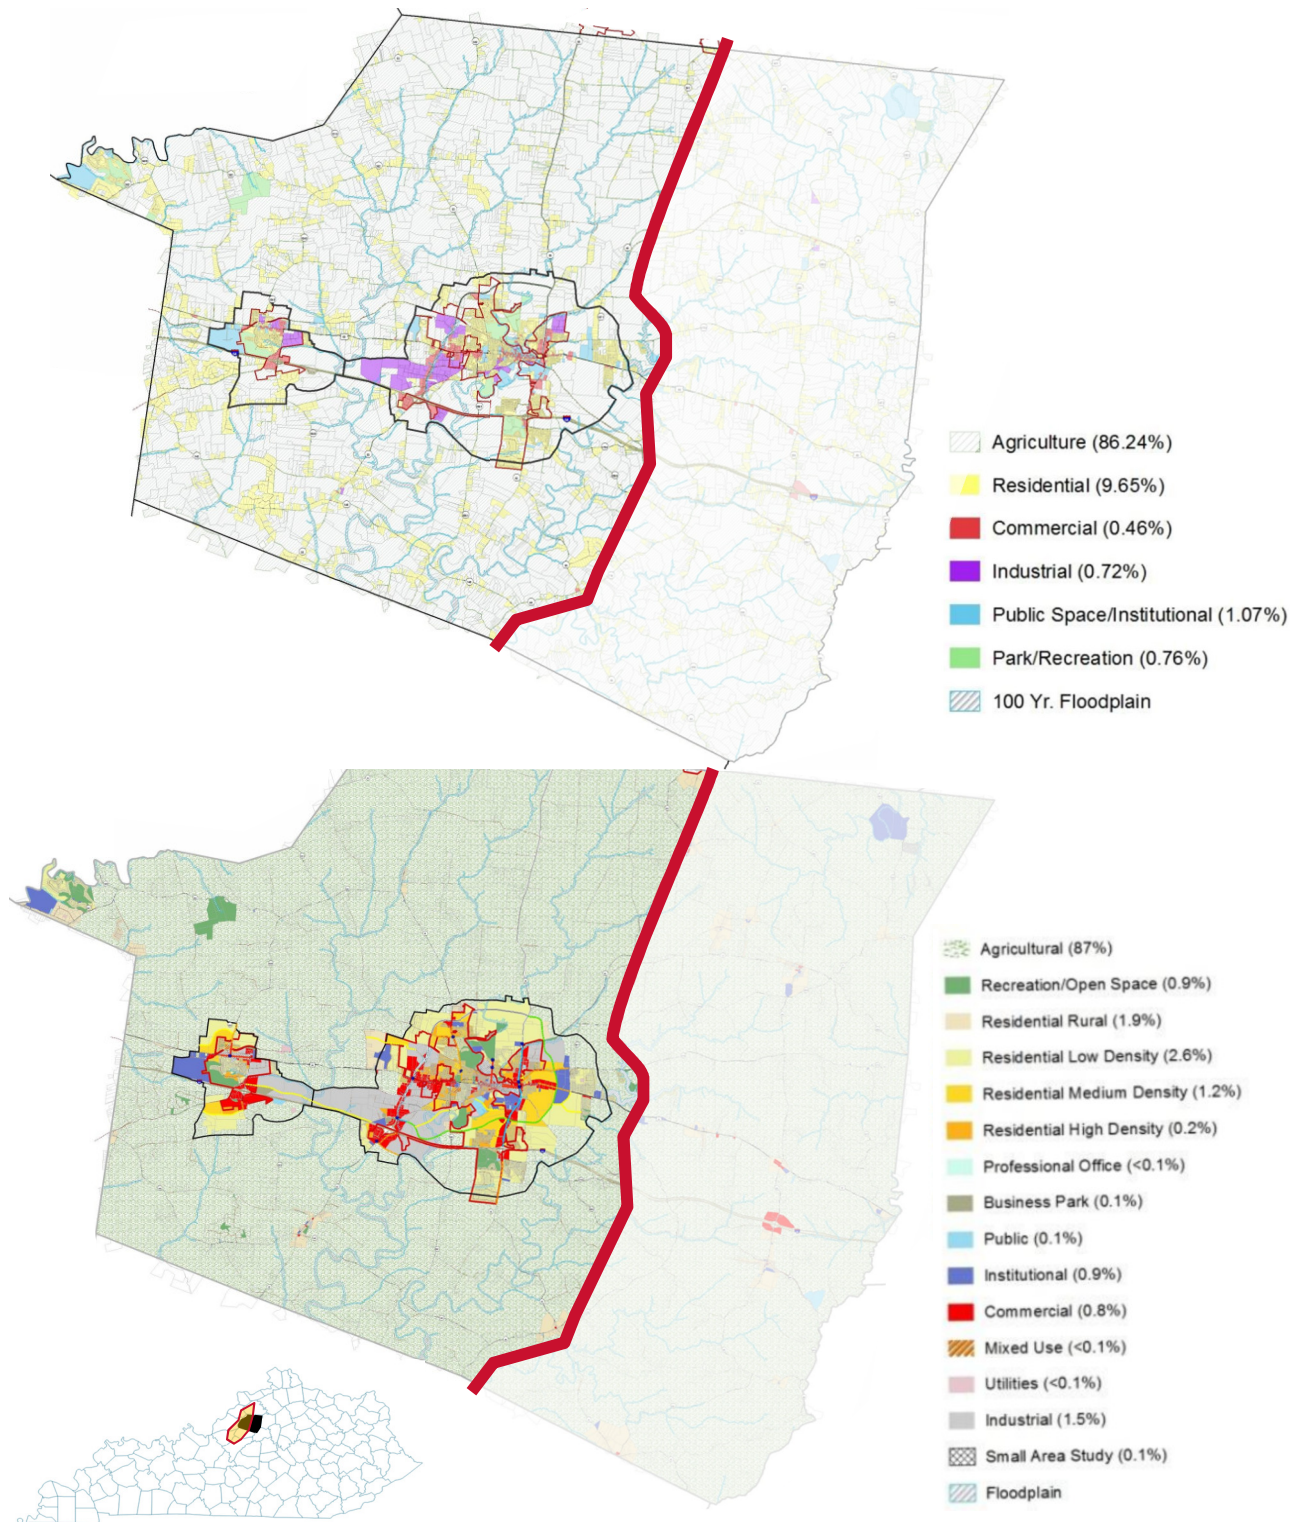 Agriculture (86.24%)
Residential (9.65%)
Commercial (0.46%)
Industrial (0.72%)
Public Space/Institutional (1.07%)
Park/Recreation (0.76%)
100 Yr. Floodplain
Agricultural (87%)
Recreation/Open Space (0.9%)
Residential Rural (1.9%)
Residential Low Density (2.6%)
Residential Medium Density (1.2%)
Residential High Density (0.2%)
Professional Office (<0.1%)
Business Park (0.1%)
Public (0.1%)
Institutional (0.9%)
Commercial (0.8%)
Mixed Use (<0.1%)
Utilities (<0.1%)
Industrial (1.5%)
Small Area Study (0.1%)
Floodplain